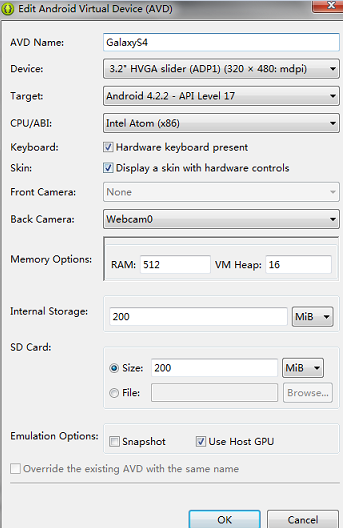 Edit Android Virtual Device (AVD)
AVD Name: GalaxyS4
Device: 3.2" HVGA slider (ADP1) (320 × 480: mdpi)
Target: Android 4.2.2 - API Level 17
CPU/ABI: Intel Atom (x86)
Keyboard: Hardware keyboard present
Skin: Display a skin with hardware controls
Front Camera: None
Back Camera: Webcam0
Memory Options: RAM: 512 VM Heap: 16
Internal Storage: 200 MiB
SD Card:
Size: 200 MiB
File: Browse...
Emulation Options: Snapshot Use Host GPU
Override the existing AVD with the same name
OK Cancel